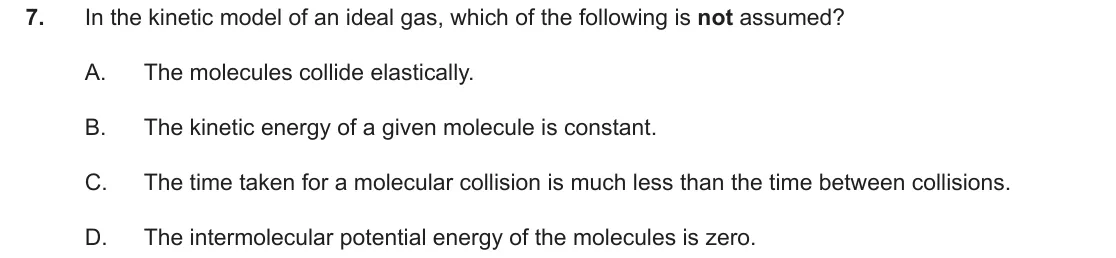 7. In the kinetic model of an ideal gas, which of the following is not assumed?
A. The molecules collide elastically.
B. The kinetic energy of a given molecule is constant.
C. The time taken for a molecular collision is much less than the time between collisions.
D. The intermolecular potential energy of the molecules is zero.